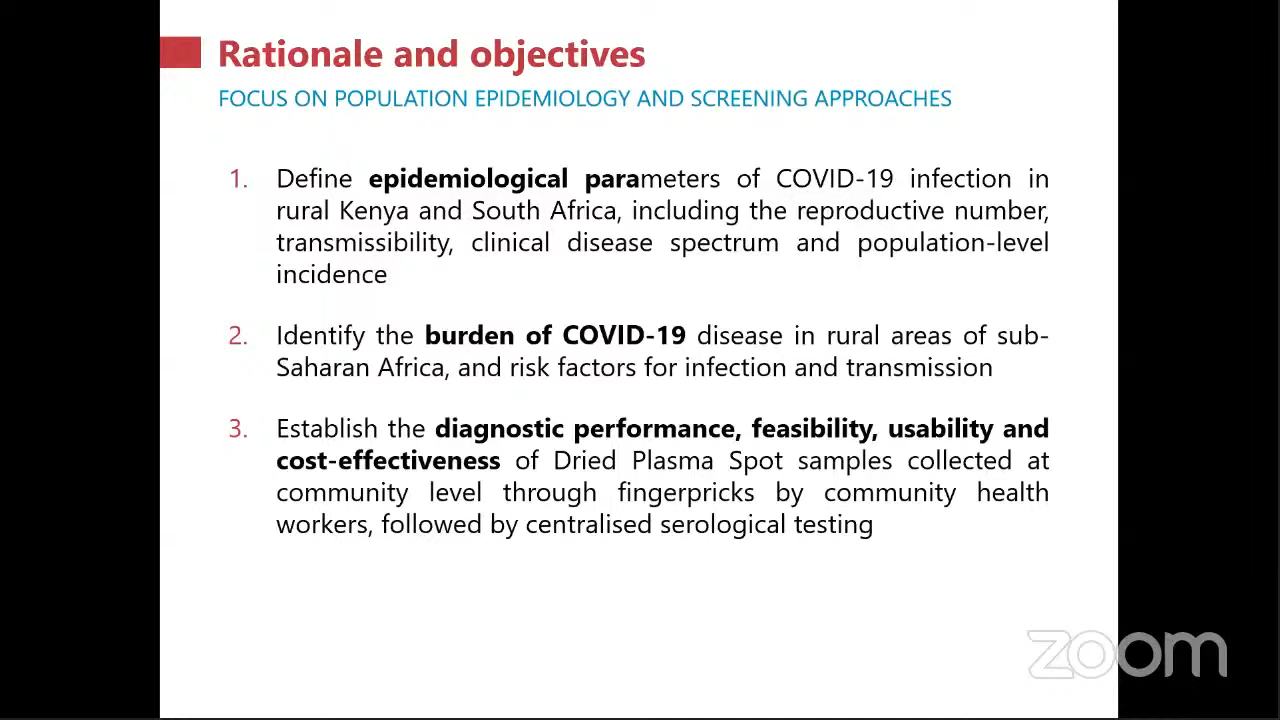 Rationale and objectives
FOCUS ON POPULATION EPIDEMIOLOGY AND SCREENING APPROACHES
1. Define epidemiological parameters of COVID-19 infection in
rural Kenya and South Africa, including the reproductive number,
transmissibility, clinical disease spectrum and population-level
incidence
2. Identify the burden of COVID-19 disease in rural areas of sub-
Saharan Africa, and risk factors for infection and transmission
3. Establish the diagnostic performance, feasibility, usability and
cost-effectiveness of Dried Plasma Spot samples collected at
community level through fingerpricks by community health
workers, followed by centralised serological testing
zoom